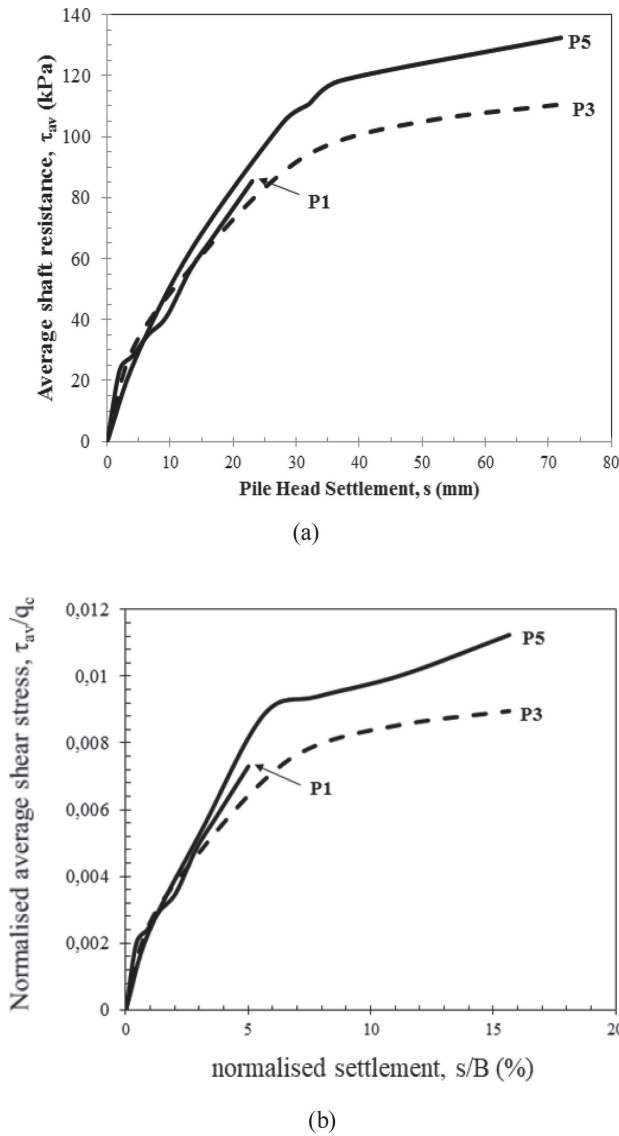 140
120
100
80
60
40
20
0
Average shaft resistance, τav (kPa)
P5
P3
P1
0 10 20 30 40 50 60 70 80
Pile Head Settlement, s (mm)
(a)
0,012
0,01
0,008
0,006
0,004
0,002
0
Normalised average shear stress, τav/qc
P5
P3
P1
0 5 10 15 20
normalised settlement, s/B (%)
(b)